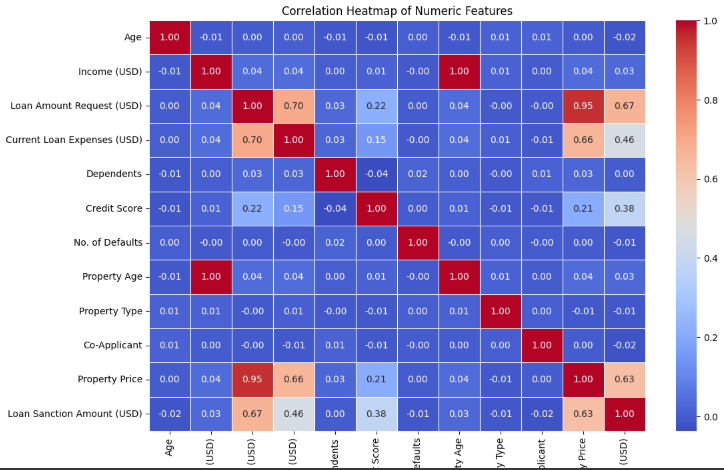 Correlation Heatmap of Numeric Features
Age 1.00 -0.01 0.00 0.00 -0.01 -0.01 0.00 -0.01 0.01 0.01 0.00 -0.02
Income (USD) -0.01 1.00 0.04 0.04 0.00 0.01 -0.00 1.00 0.01 0.00 0.04 0.03
Loan Amount Request (USD) 0.00 0.04 1.00 0.70 0.03 0.22 0.00 0.04 -0.00 -0.00 0.95 0.67
Current Loan Expenses (USD) 0.00 0.04 0.70 1.00 0.03 0.15 -0.00 0.04 0.01 -0.01 0.66 0.46
Dependents -0.01 0.00 0.03 0.03 1.00 -0.04 0.02 0.00 -0.00 0.01 0.03 0.00
Credit Score -0.01 0.01 0.22 0.15 -0.04 1.00 0.00 0.01 -0.01 -0.01 0.21 0.38
No. of Defaults 0.00 -0.00 0.00 -0.00 0.02 0.00 1.00 -0.00 -0.00 0.00 0.00 -0.01
Property Age -0.01 1.00 0.04 0.04 0.00 0.01 -0.00 1.00 0.01 0.00 0.04 0.03
Property Type 0.01 0.01 -0.00 0.01 -0.00 -0.01 -0.00 0.01 1.00 0.00 -0.01 -0.01
Co-Applicant 0.01 0.00 -0.00 -0.01 0.01 -0.01 0.00 0.00 0.00 1.00 0.00 -0.02
Property Price 0.00 0.04 0.95 0.66 0.03 0.21 0.00 0.04 -0.01 0.00 1.00 0.63
Loan Sanction Amount (USD) -0.02 0.03 0.67 0.46 0.00 0.38 -0.01 0.03 -0.01 -0.02 0.63 1.00
Age
(USD)
(USD)
(USD)
ndents
Score
efaults
ty Age
Type
plicant
y Price
(USD)
1.0
0.8
0.6
0.4
0.2
0.0